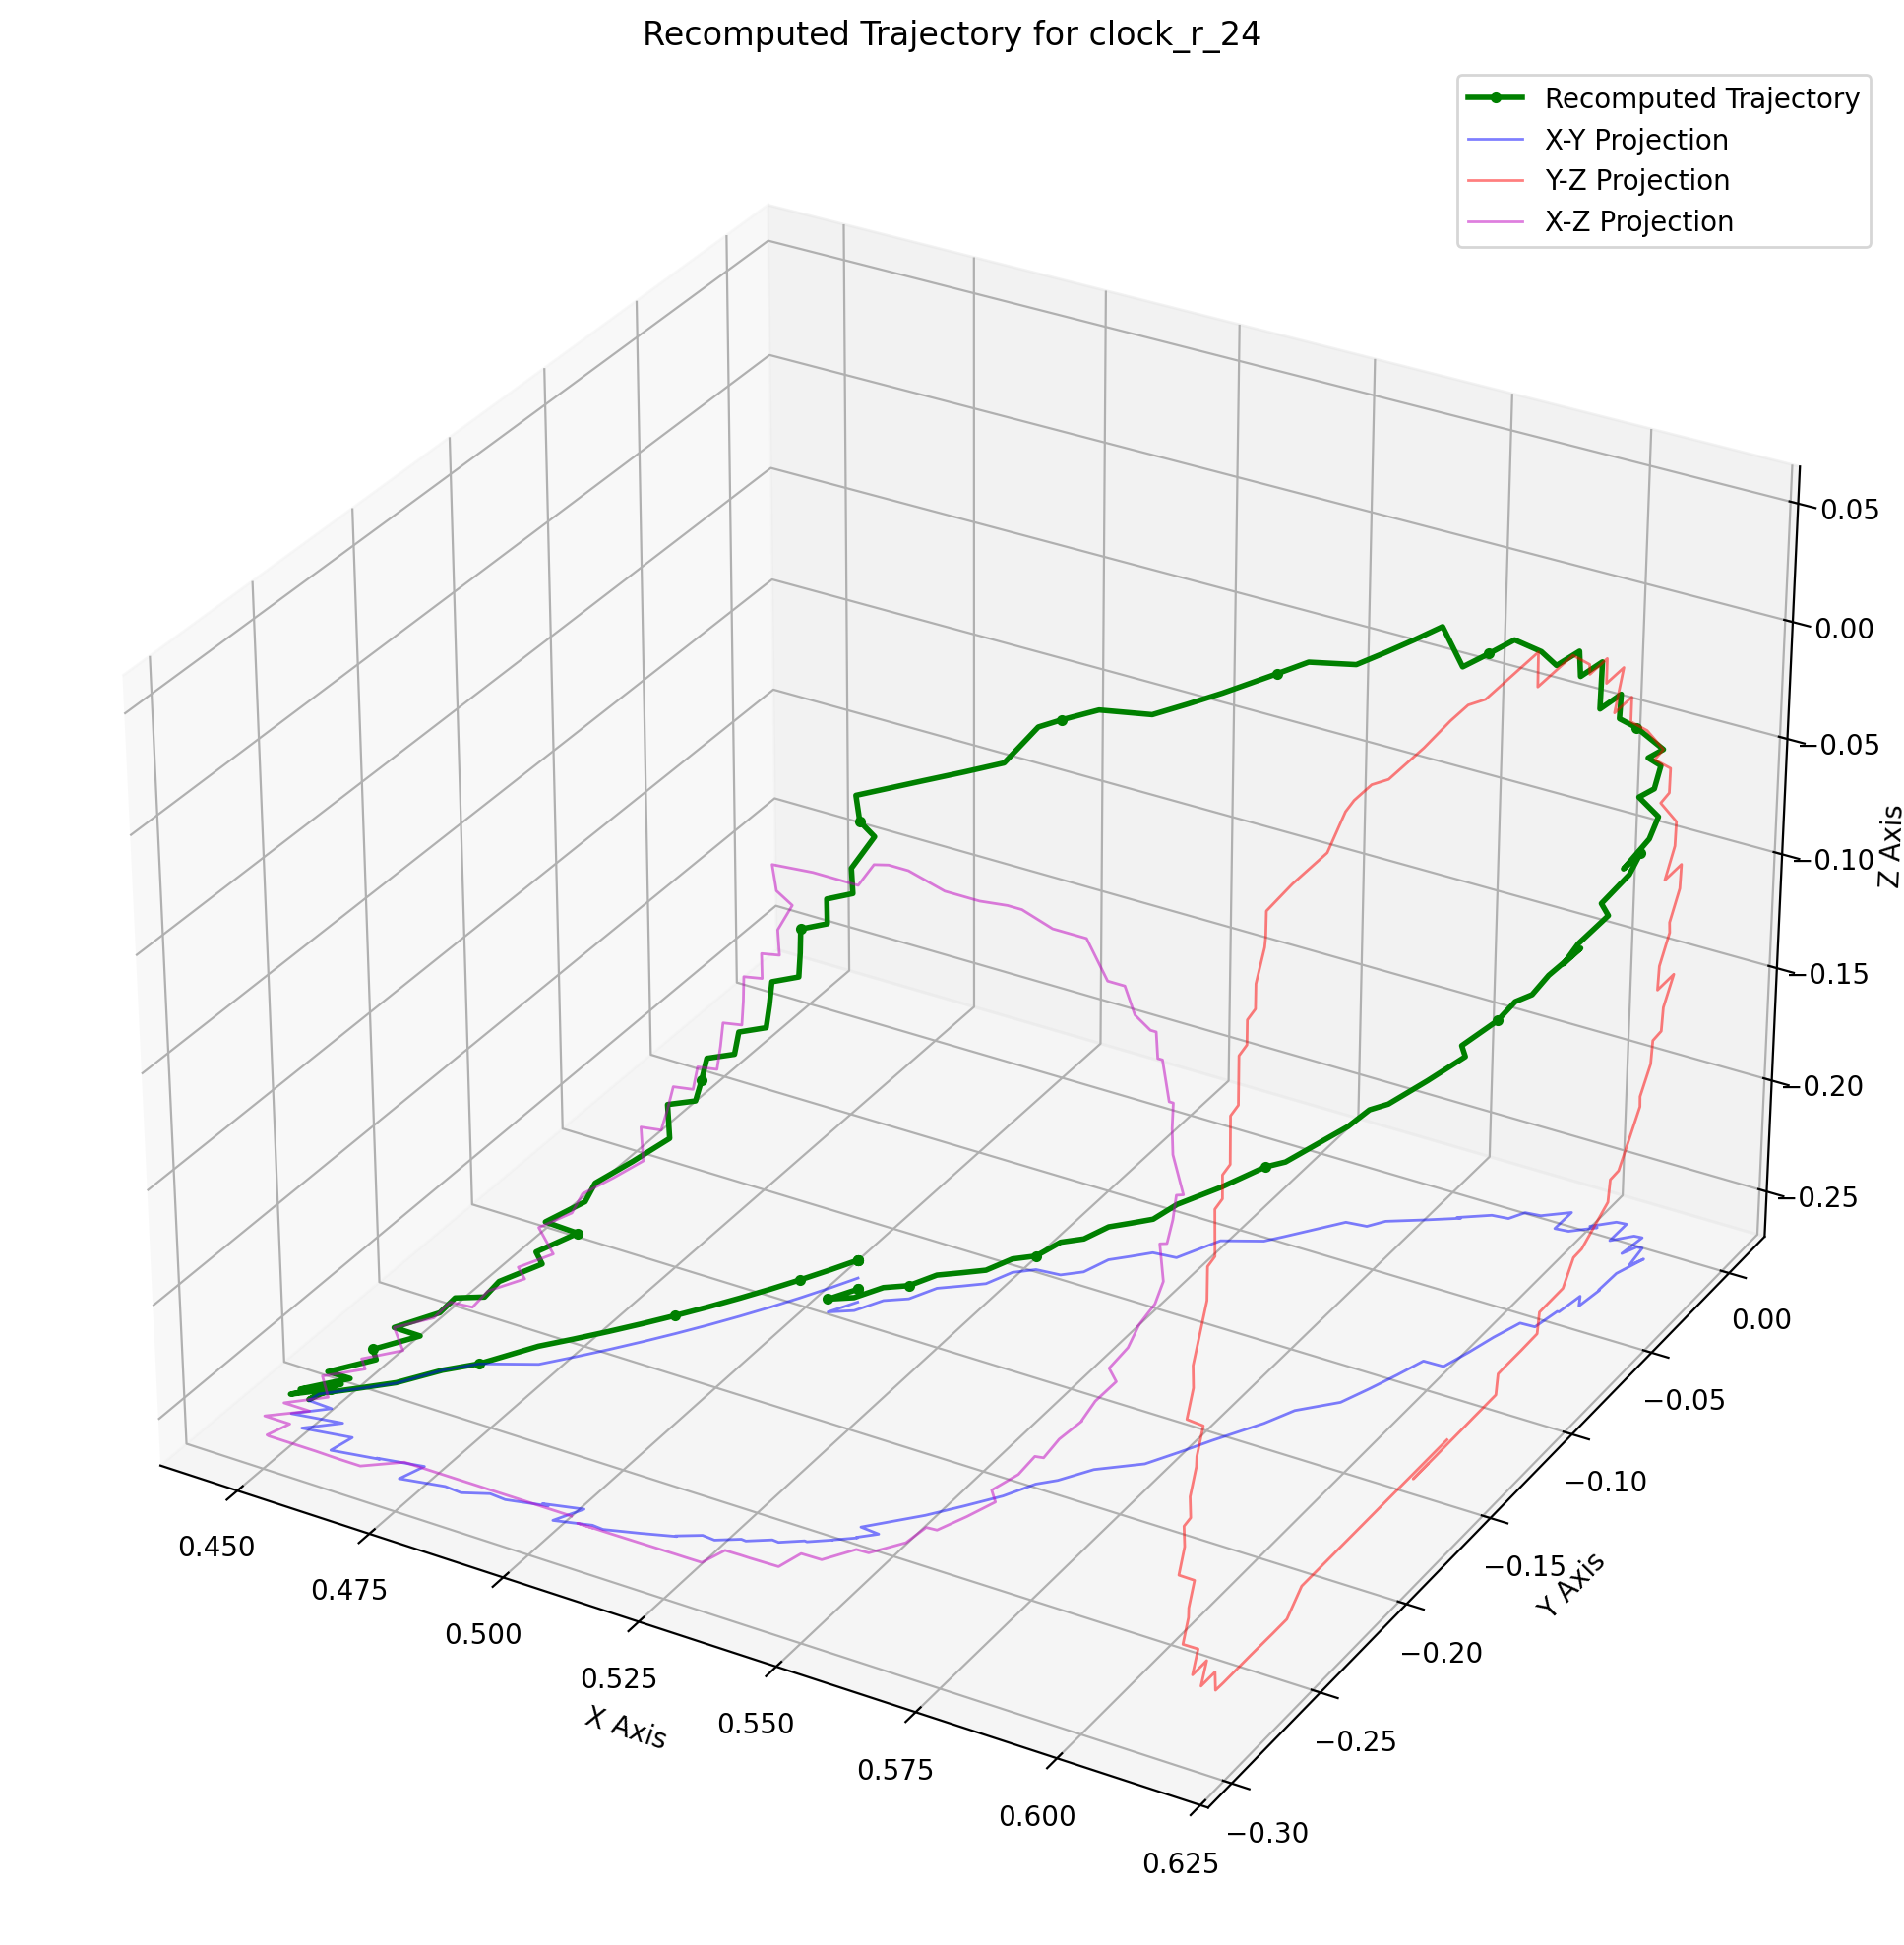 Recomputed Trajectory for clock_r_24
Recomputed Trajectory
X-Y Projection
Y-Z Projection
X-Z Projection
0.05
0.00
−0.05
−0.10
−0.15
−0.20
−0.25
Z Axis
0.00
−0.05
−0.10
−0.15
−0.20
−0.25
−0.30
Y Axis
0.450
0.475
0.500
0.525
0.550
0.575
0.600
0.625
X Axis